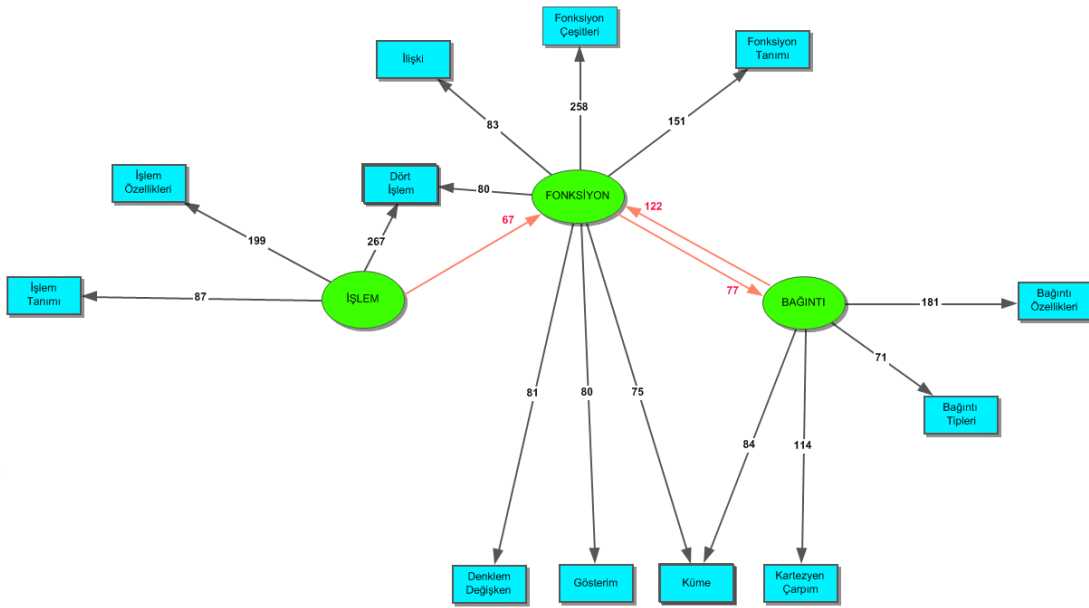 Fonksiyon
Çeşitleri
Fonksiyon
Tanımı
İlişki
258
151
83
İşlem
Özellikleri
Dört
İşlem
80
FONKSİYON
67
122
199
267
İşlem
Tanımı
87
İŞLEM
77
BAĞINTI
181
Bağıntı
Özellikleri
71
81
80
75
Bağıntı
Tipleri
84
114
Denklem
Değişken
Gösterim
Küme
Kartezyen
Çarpım